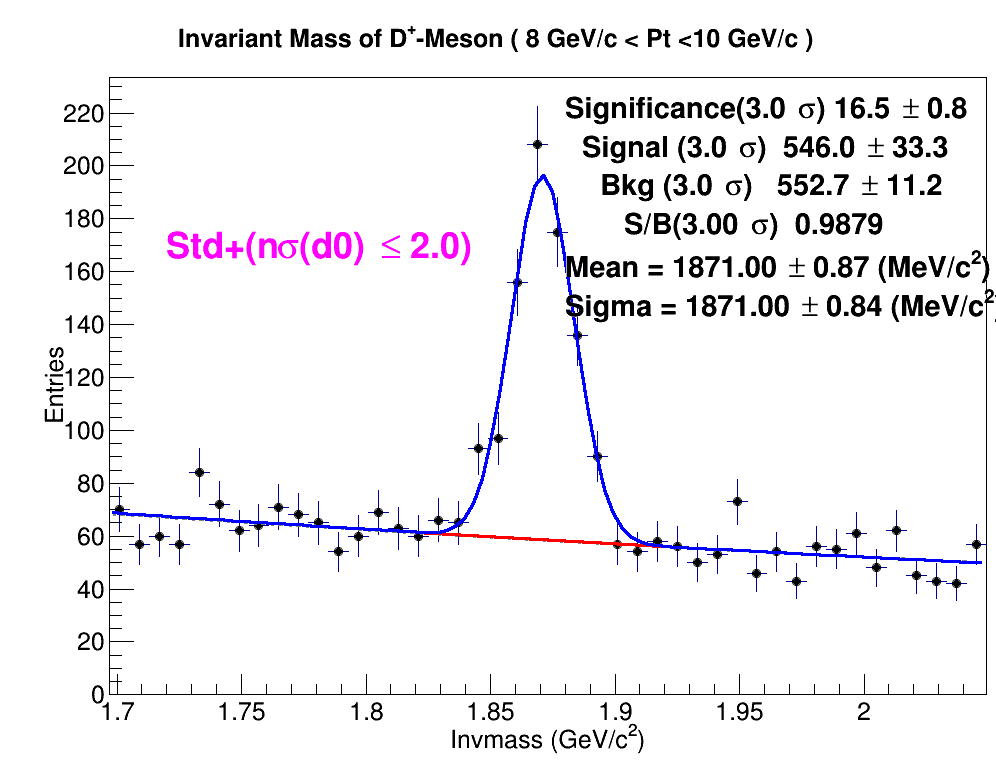 Invariant Mass of D⁺-Meson ( 8 GeV/c < Pt <10 GeV/c )
Significance(3.0 σ) 16.5 ± 0.8
Signal (3.0 σ) 546.0 ± 33.3
Bkg (3.0 σ) 552.7 ± 11.2
S/B(3.00 σ) 0.9879
Mean = 1871.00 ± 0.87 (MeV/c²)
Sigma = 1871.00 ± 0.84 (MeV/c²)
Std+(nσ(d0) ≤ 2.0)
Entries
220
200
180
160
140
120
100
80
60
40
20
0
1.7 1.75 1.8 1.85 1.9 1.95 2
Invmass (GeV/c²)